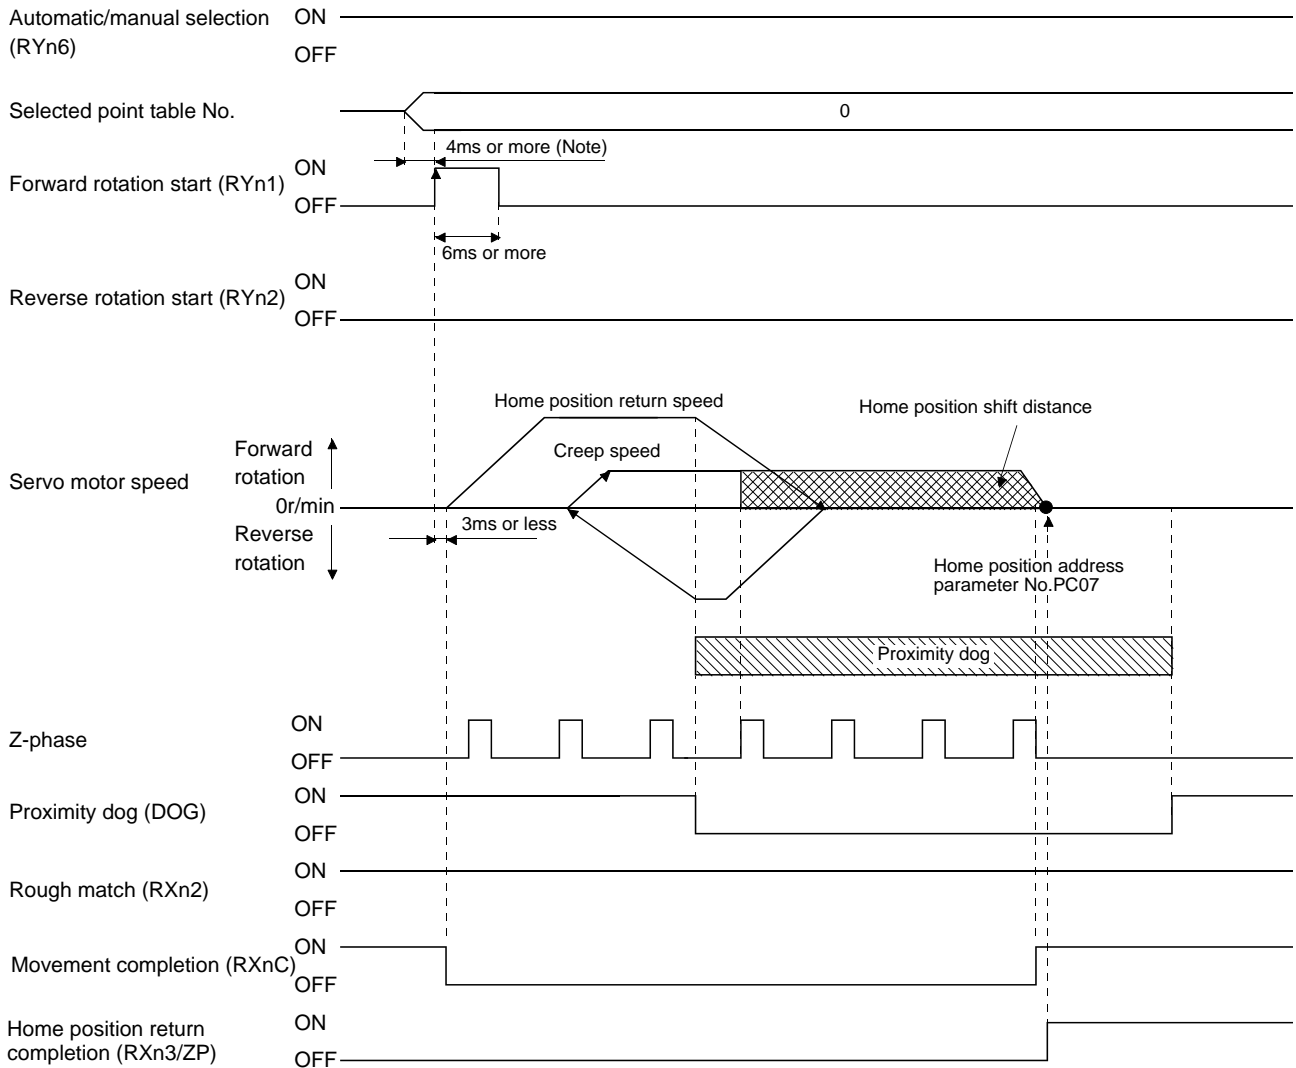 Automatic/manual selection
(RYn6)
ON
OFF
Selected point table No.
0
4ms or more (Note)
Forward rotation start (RYn1)
ON
OFF
6ms or more
Reverse rotation start (RYn2)
ON
OFF
Home position return speed
Home position shift distance
Creep speed
Servo motor speed
Forward
rotation
0r/min
Reverse
rotation
3ms or less
Home position address
parameter No.PC07
Proximity dog
Z-phase
ON
OFF
Proximity dog (DOG)
ON
OFF
Rough match (RXn2)
ON
OFF
Movement completion (RXnC)
ON
OFF
Home position return
completion (RXn3/ZP)
ON
OFF